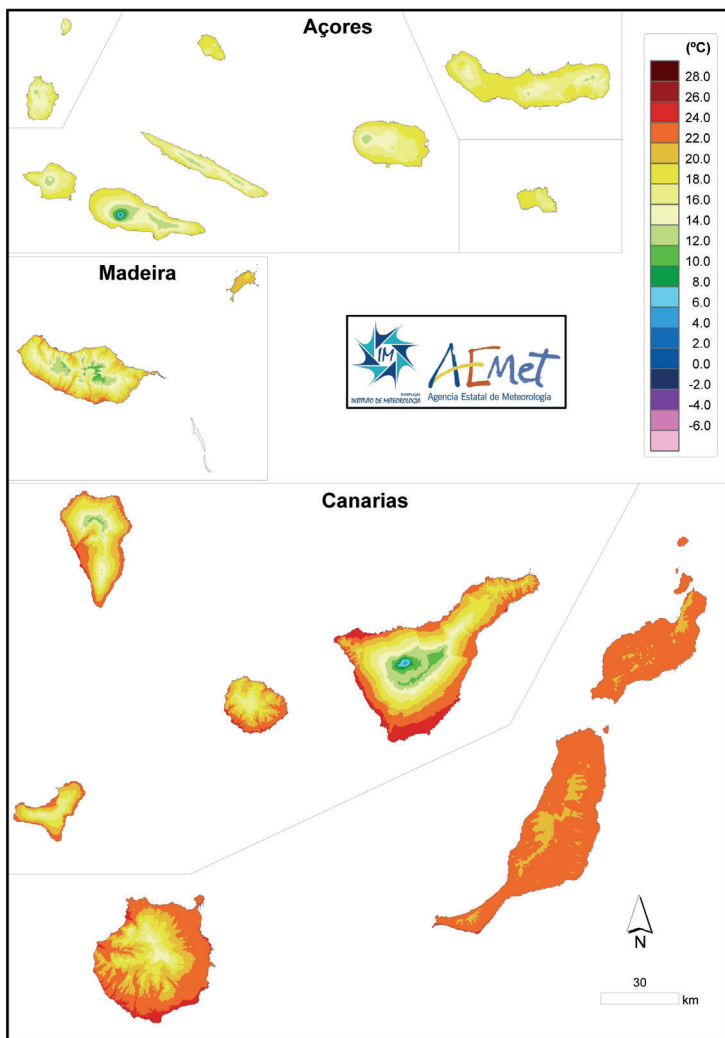 Açores
(ºC)
28.0
26.0
24.0
22.0
20.0
18.0
16.0
14.0
12.0
10.0
8.0
6.0
4.0
2.0
0.0
-2.0
-4.0
-6.0
Madeira
IM
PORTUGAL
INSTITUTO DE METEOROLOGIA
AEMet
Agencia Estatal de Meteorología
Canarias
N
30
km